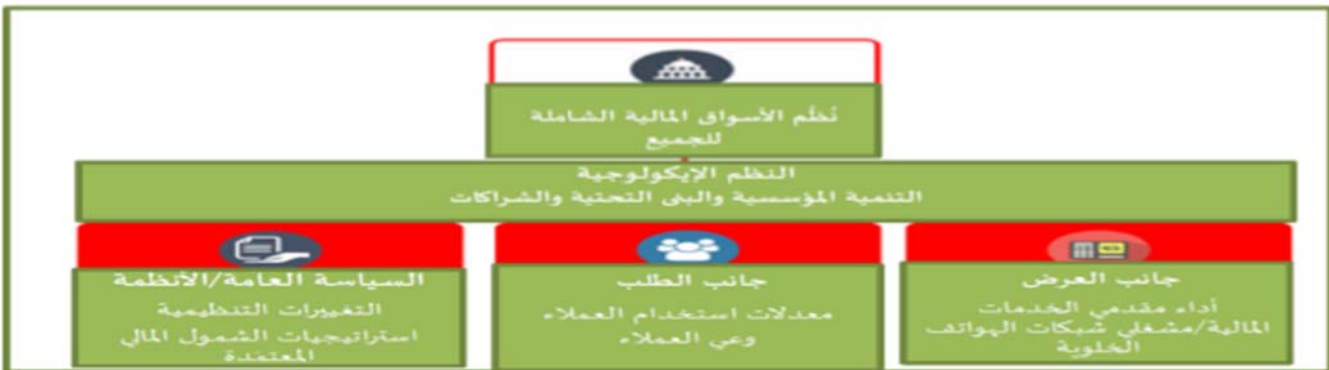 نُظُم الأسواق المالية الشاملة
للجميع
النظم الإيكولوجية
التنمية المؤسسية والبنى التحتية والشراكات
جانب العرض
أداء مقدمي الخدمات
المالية/مشغلي شبكات الهواتف
الخلوية
جانب الطلب
معدلات استخدام العملاء
وعي العملاء
السياسة العامة/الأنظمة
التغييرات التنظيمية
استراتيجيات الشمول المالي
المعتمدة